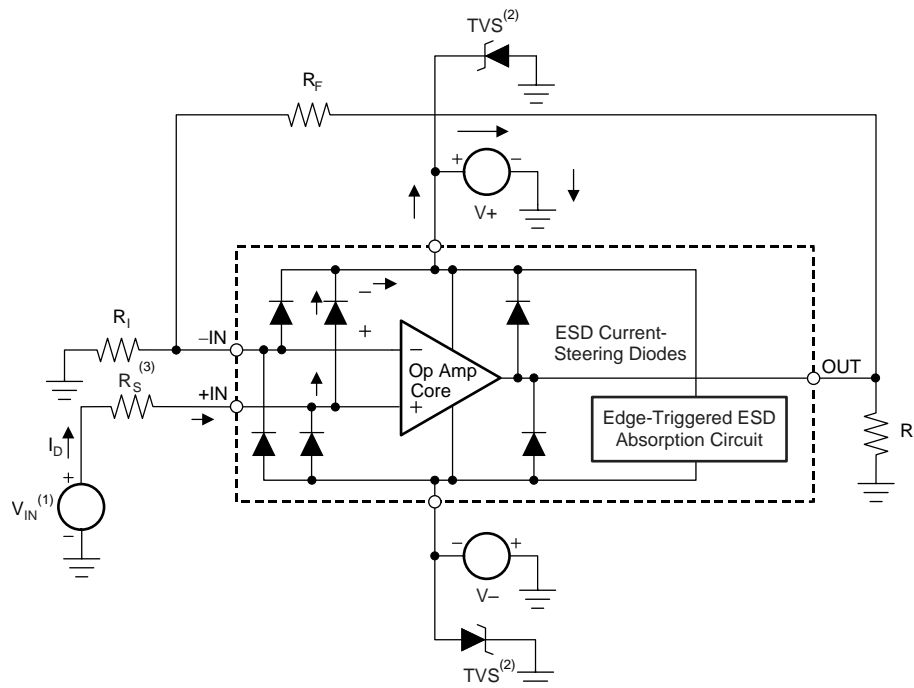 TVS(2)
RF
+ −
V+
RI
−IN
−
+
−
+
Op Amp
Core
ESD Current-
Steering Diodes
OUT
RS(3)
+IN
Edge-Triggered ESD
Absorption Circuit
R
ID
+
VIN(1)
−
− +
V−
TVS(2)